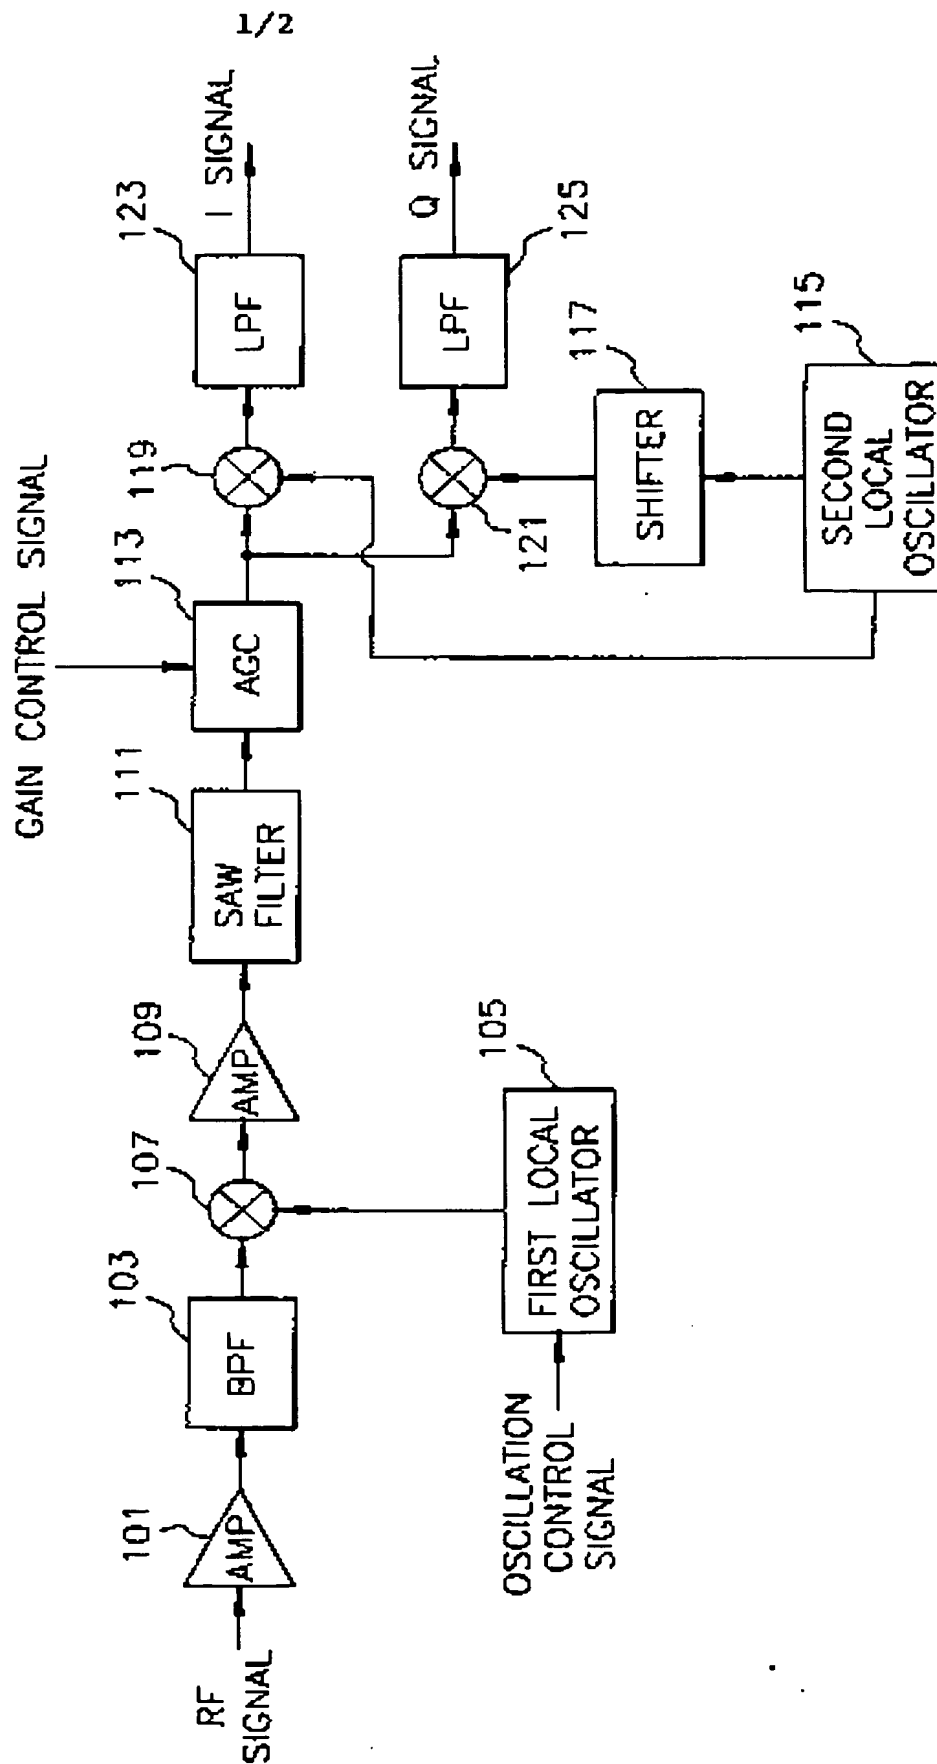 1/2
GAIN CONTROL SIGNAL
RF
SIGNAL
101
AMP
103
BPF
107
109
AMP
111
SAW
FILTER
113
AGC
119
123
LPF
I SIGNAL
121
125
LPF
Q SIGNAL
117
SHIFTER
115
SECOND
LOCAL
OSCILLATOR
105
FIRST LOCAL
OSCILLATOR
OSCILLATION
CONTROL
SIGNAL